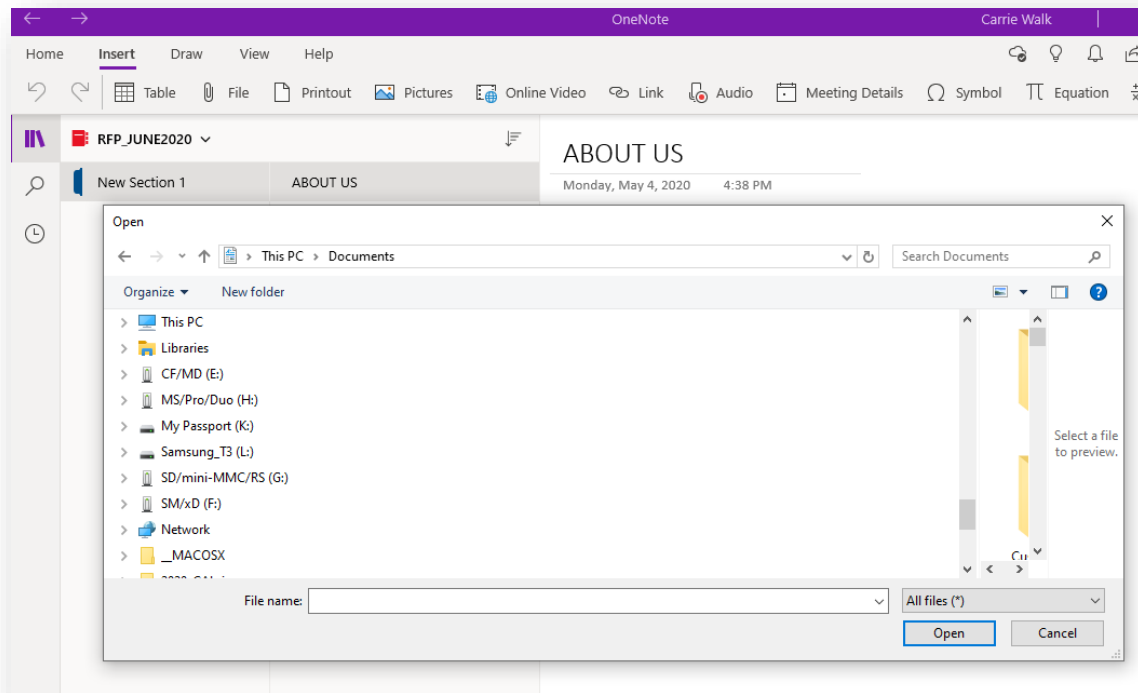 OneNote Carrie Walk
Home Insert Draw View Help
Table File Printout Pictures Online Video Link Audio Meeting Details Symbol Equation
RFP_JUNE2020
ABOUT US
New Section 1 ABOUT US
Monday, May 4, 2020 4:38 PM
Open
This PC > Documents Search Documents
Organize New folder
This PC
Libraries
CF/MD (E:)
MS/Pro/Duo (H:)
My Passport (K:)
Samsung_T3 (L:)
SD/mini-MMC/RS (G:)
SM/xD (F:)
Network
__MACOSX
Select a file
to preview.
Cu
File name: All files (*)
Open Cancel